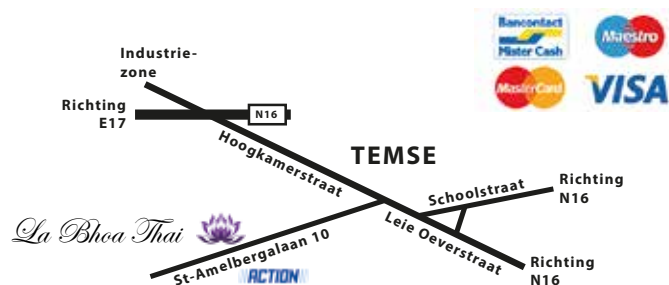 Bancontact
Mister Cash
Maestro
MasterCard
VISA
Industrie-
zone
Richting
E17
N16
Hoogkamerstraat
TEMSE
Schoolstraat
Richting
N16
La Bhoa Thai
St-Amelbergalaan 10
Leie Oeverstraat
ACTION
Richting
N16